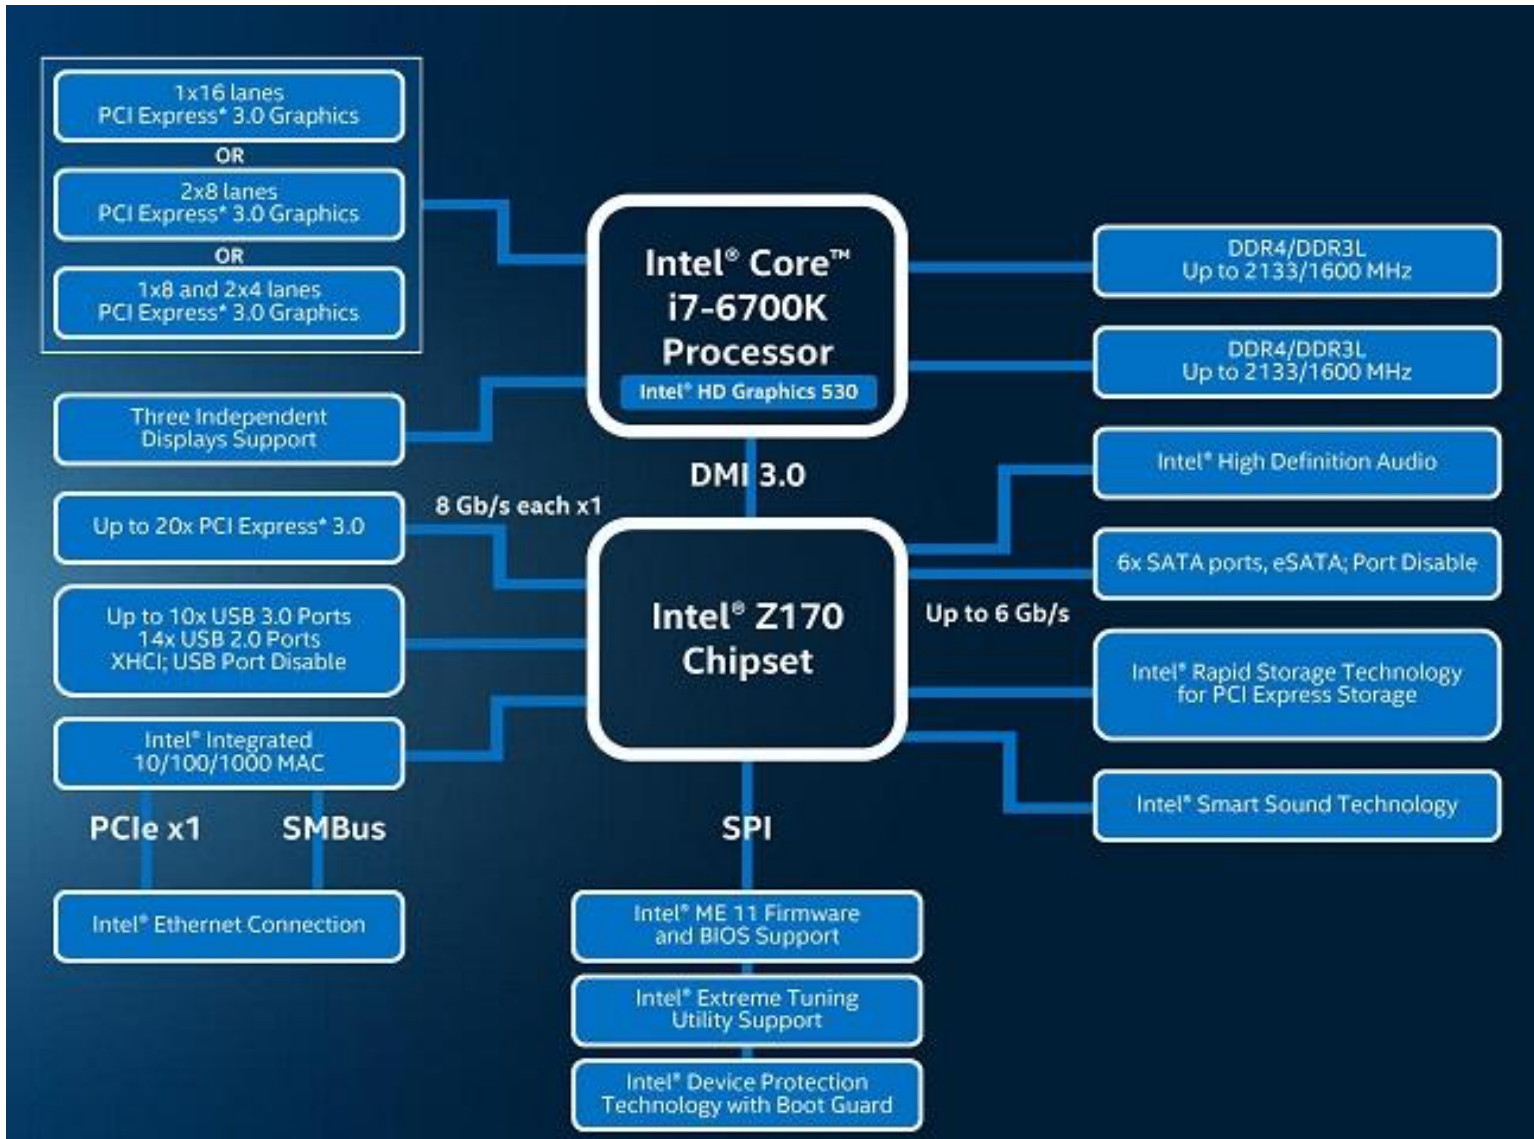 1x16 lanes
PCI Express* 3.0 Graphics
OR
2x8 lanes
PCI Express* 3.0 Graphics
OR
1x8 and 2x4 lanes
PCI Express* 3.0 Graphics
Three Independent
Displays Support
Up to 20x PCI Express* 3.0
8 Gb/s each x1
Up to 10x USB 3.0 Ports
14x USB 2.0 Ports
XHCI; USB Port Disable
Intel® Integrated
10/100/1000 MAC
PCIe x1
SMBus
Intel® Ethernet Connection
Intel® Core™
i7-6700K
Processor
Intel® HD Graphics 530
DMI 3.0
Intel® Z170
Chipset
SPI
Intel® ME 11 Firmware
and BIOS Support
Intel® Extreme Tuning
Utility Support
Intel® Device Protection
Technology with Boot Guard
DDR4/DDR3L
Up to 2133/1600 MHz
DDR4/DDR3L
Up to 2133/1600 MHz
Intel® High Definition Audio
6x SATA ports, eSATA; Port Disable
Up to 6 Gb/s
Intel® Rapid Storage Technology
for PCI Express Storage
Intel® Smart Sound Technology